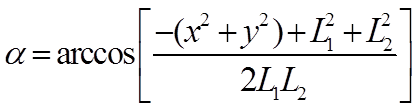 α = arccos[ (-(x² + y²) + L₁² + L₂²) / (2L₁L₂) ]